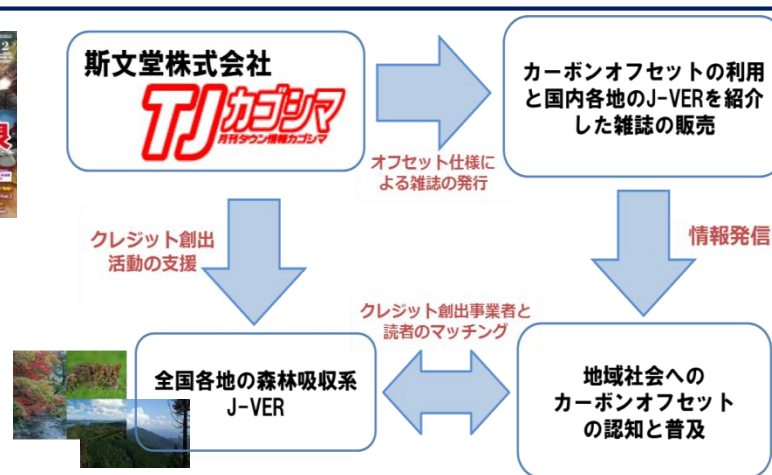 2
斯文堂株式会社
TJカゴシマ
月刊タウン情報カゴシマ
オフセット仕様に
よる雑誌の発行
カーボンオフセットの利用
と国内各地のJ-VERを紹介
した雑誌の販売
クレジット創出
活動の支援
情報発信
クレジット創出事業者と
読者のマッチング
全国各地の森林吸収系
J-VER
地域社会への
カーボンオフセット
の認知と普及